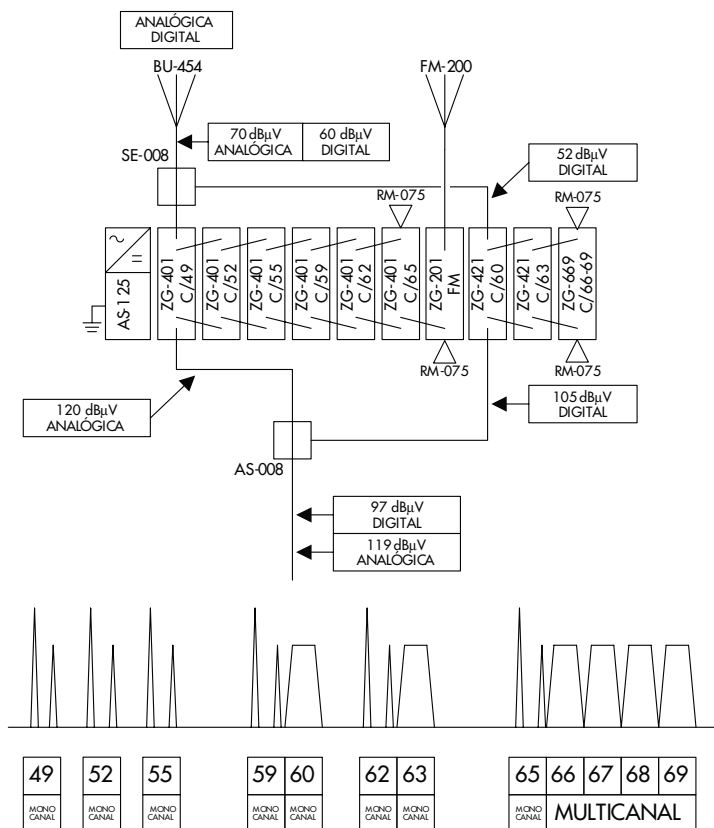 ANALÓGICA
DIGITAL
BU-454
FM-200
70 dBµV
ANALÓGICA
60 dBµV
DIGITAL
SE-008
52 dBµV
DIGITAL
RM-075
RM-075
AS-125
ZG-401
C/49
ZG-401
C/52
ZG-401
C/55
ZG-401
C/59
ZG-401
C/62
ZG-401
C/65
ZG-201
FM
ZG-421
C/60
ZG-421
C/63
ZG-669
C/66-69
RM-075
RM-075
120 dBµV
ANALÓGICA
105 dBµV
DIGITAL
AS-008
97 dBµV
DIGITAL
119 dBµV
ANALÓGICA
49 52 55 59 60 62 63 65 66 67 68 69
MONO CANAL
MONO CANAL
MONO CANAL
MONO CANAL
MONO CANAL
MONO CANAL
MONO CANAL
MONO CANAL
MULTICANAL